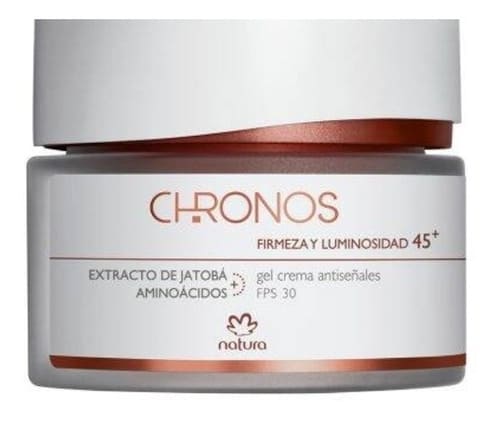 CHRONOS
FIRMEZA Y LUMINOSIDAD 45+
EXTRACTO DE JATOBÁ
AMINOÁCIDOS +
gel crema antiseñales
FPS 30
natura